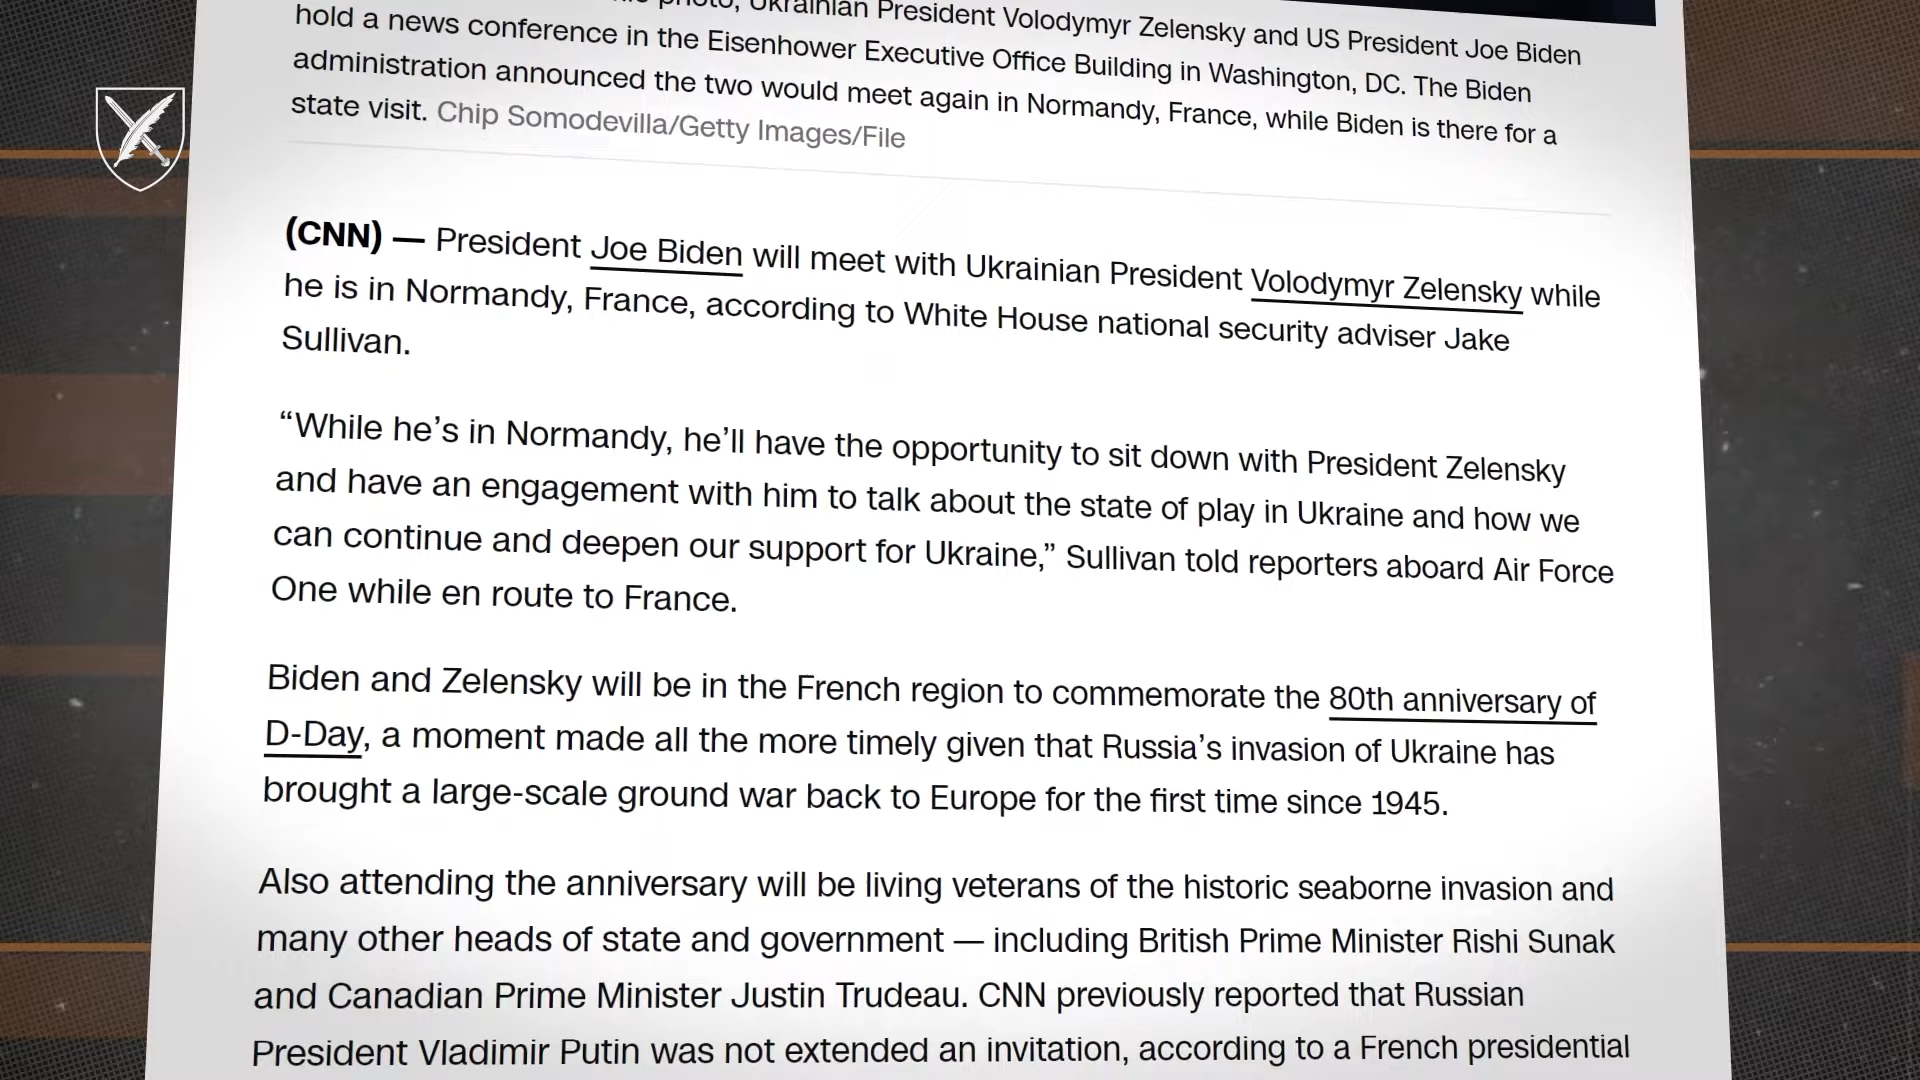 photo, Ukrainian President Volodymyr Zelensky and US President Joe Biden
hold a news conference in the Eisenhower Executive Office Building in Washington, DC. The Biden
administration announced the two would meet again in Normandy, France, while Biden is there for a
state visit. Chip Somodevilla/Getty Images/File
(CNN) — President Joe Biden will meet with Ukrainian President Volodymyr Zelensky while
he is in Normandy, France, according to White House national security adviser Jake
Sullivan.
“While he’s in Normandy, he’ll have the opportunity to sit down with President Zelensky
and have an engagement with him to talk about the state of play in Ukraine and how we
can continue and deepen our support for Ukraine,” Sullivan told reporters aboard Air Force
One while en route to France.
Biden and Zelensky will be in the French region to commemorate the 80th anniversary of
D-Day, a moment made all the more timely given that Russia’s invasion of Ukraine has
brought a large-scale ground war back to Europe for the first time since 1945.
Also attending the anniversary will be living veterans of the historic seaborne invasion and
many other heads of state and government — including British Prime Minister Rishi Sunak
and Canadian Prime Minister Justin Trudeau. CNN previously reported that Russian
President Vladimir Putin was not extended an invitation, according to a French presidential